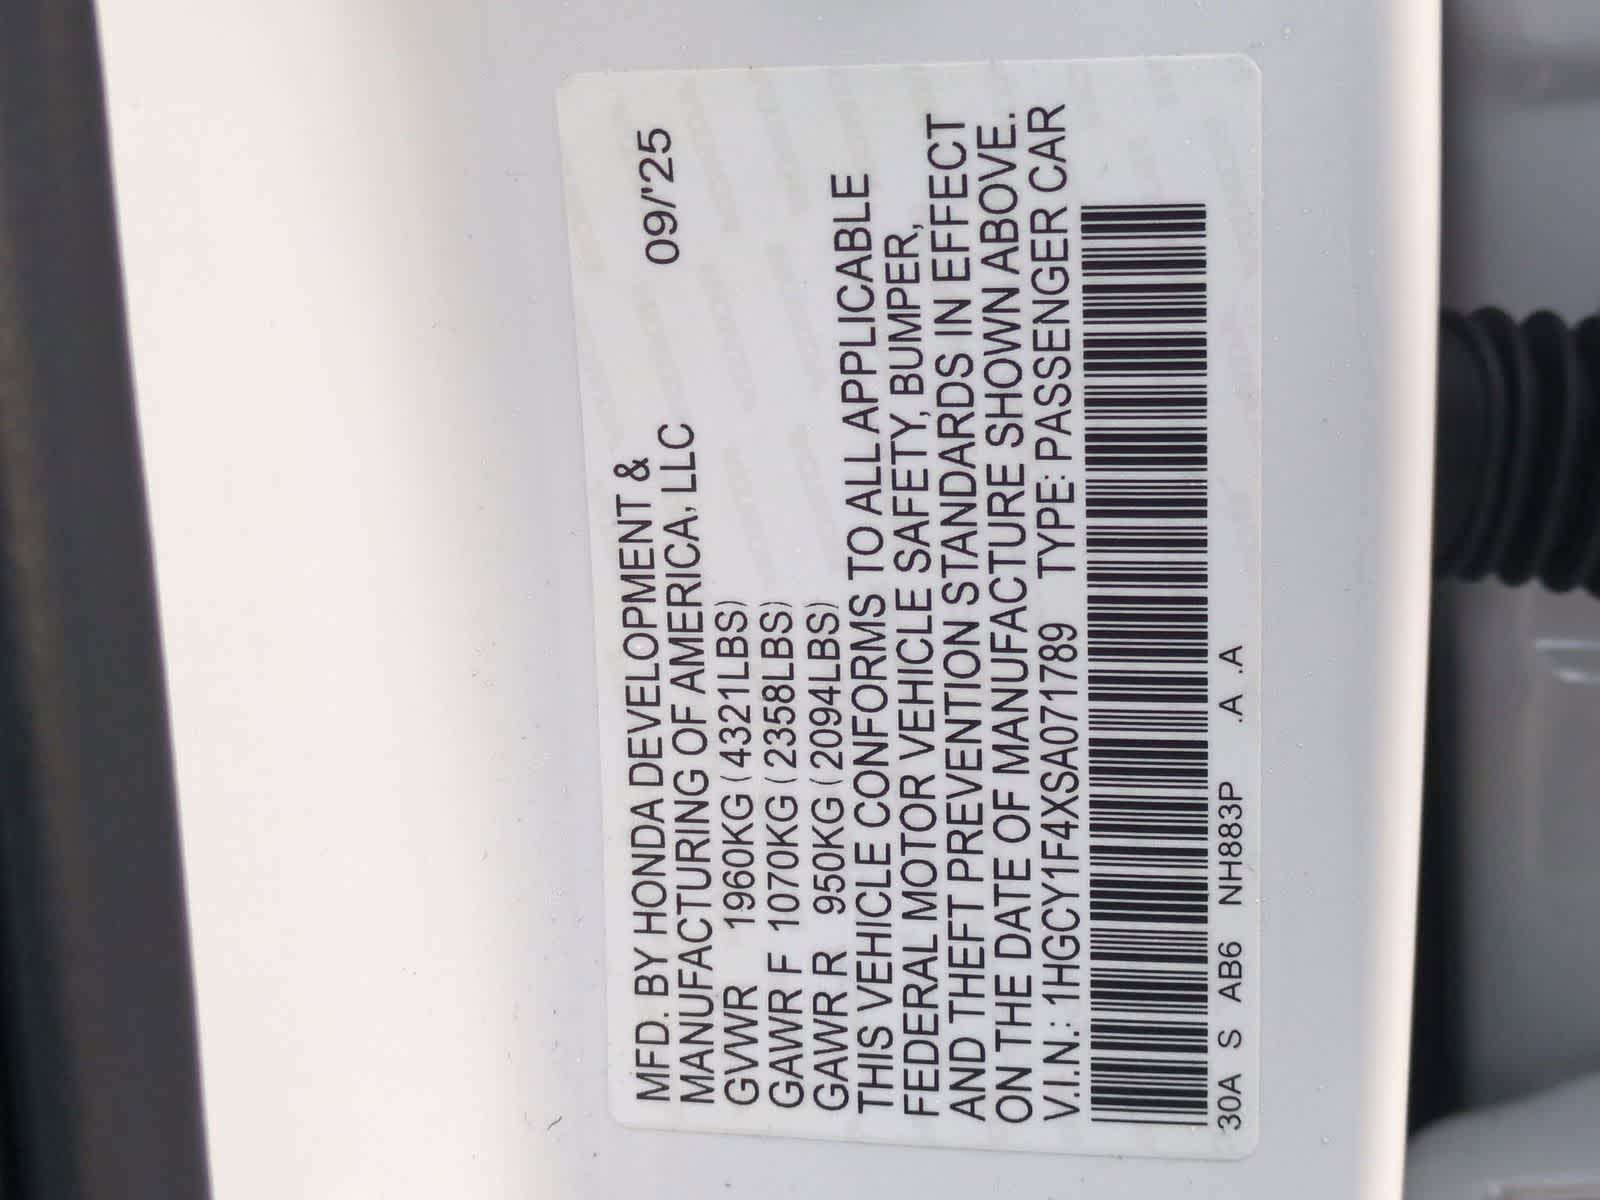 MFD. BY HONDA DEVELOPMENT &
MANUFACTURING OF AMERICA, LLC 09/'25
GVWR 1960KG (4321LBS)
GAWR F 1070KG (2358LBS)
GAWR R 950KG (2094LBS)
THIS VEHICLE CONFORMS TO ALL APPLICABLE
FEDERAL MOTOR VEHICLE SAFETY, BUMPER,
AND THEFT PREVENTION STANDARDS IN EFFECT
ON THE DATE OF MANUFACTURE SHOWN ABOVE.
V.I.N.: 1HGCY1F4XSA071789 TYPE: PASSENGER CAR
30A S AB6 NH883P .A .A